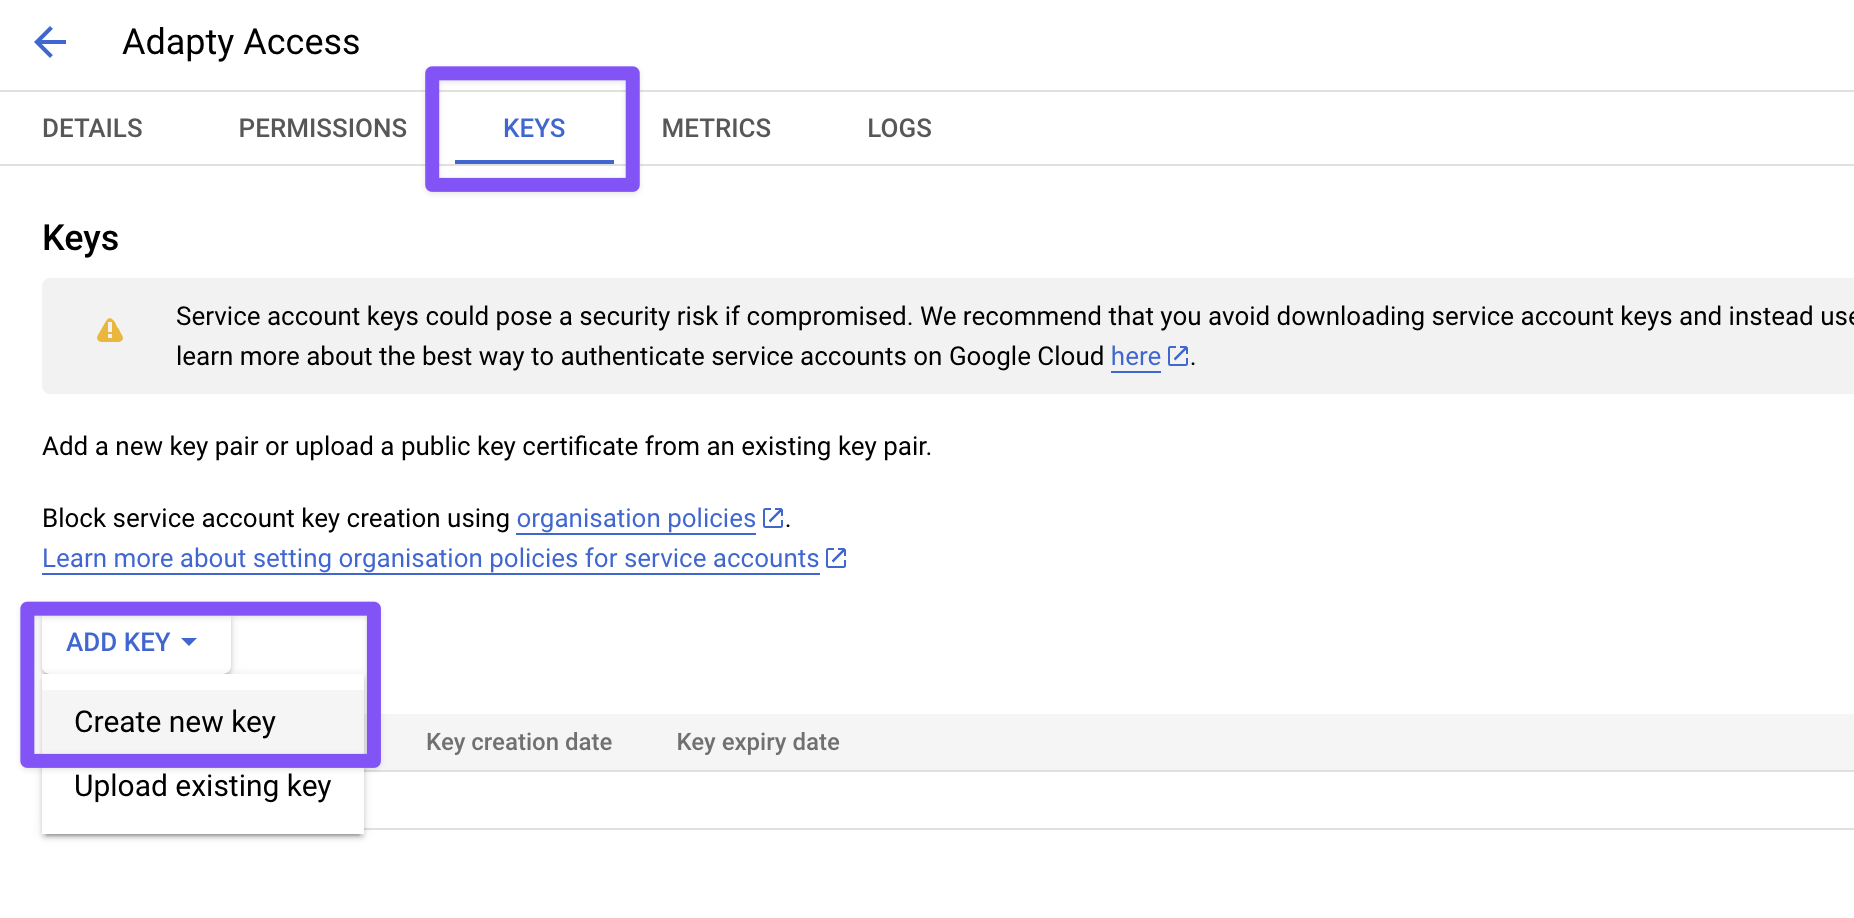 Adapty Access
DETAILS PERMISSIONS KEYS METRICS LOGS
Keys
Service account keys could pose a security risk if compromised. We recommend that you avoid downloading service account keys and instead use
learn more about the best way to authenticate service accounts on Google Cloud here.
Add a new key pair or upload a public key certificate from an existing key pair.
Block service account key creation using organisation policies.
Learn more about setting organisation policies for service accounts
ADD KEY
Create new key
Key creation date Key expiry date
Upload existing key